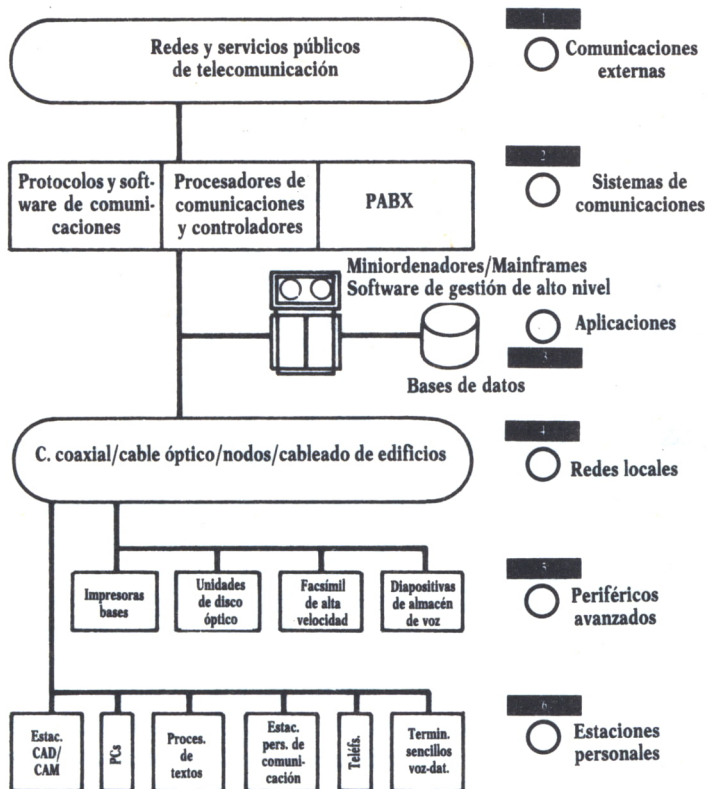 1
Redes y servicios públicos
de telecomunicación
Comunicaciones
externas
2
Protocolos y soft-
ware de comuni-
caciones
Procesadores de
comunicaciones
y controladores
PABX
Sistemas de
comunicaciones
Miniordenadores/Mainframes
Software de gestión de alto nivel
Bases de datos
Aplicaciones
3
C. coaxial/cable óptico/nodos/cableado de edificios
4
Redes locales
Impresoras
bases
Unidades
de disco
óptico
Facsímil
de alta
velocidad
Diapositivas
de almacén
de voz
5
Periféricos
avanzados
Estac.
CAD/
CAM
PCs
Proces.
de
textos
Estac.
pers. de
comuni-
cación
Teléfs.
Termin.
sencillos
voz-dat.
6
Estaciones
personales